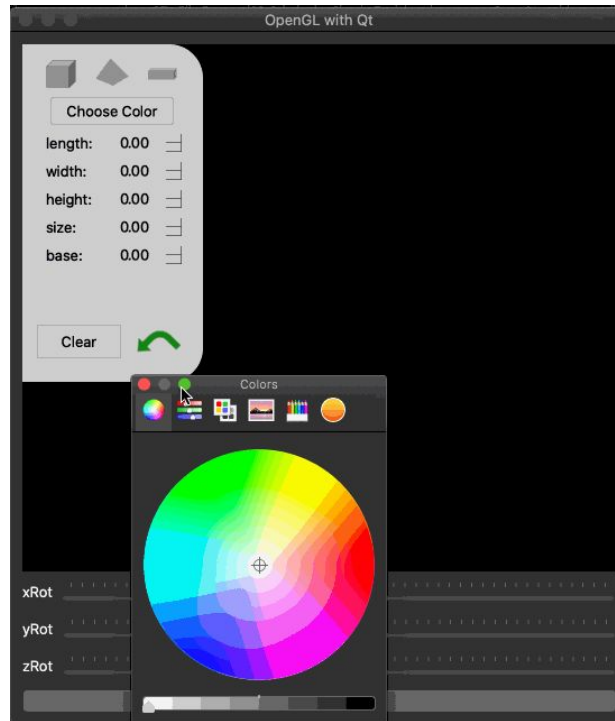 OpenGL with Qt
Choose Color
length: 0.00
width: 0.00
height: 0.00
size: 0.00
base: 0.00
Clear
Colors
xRot
yRot
zRot